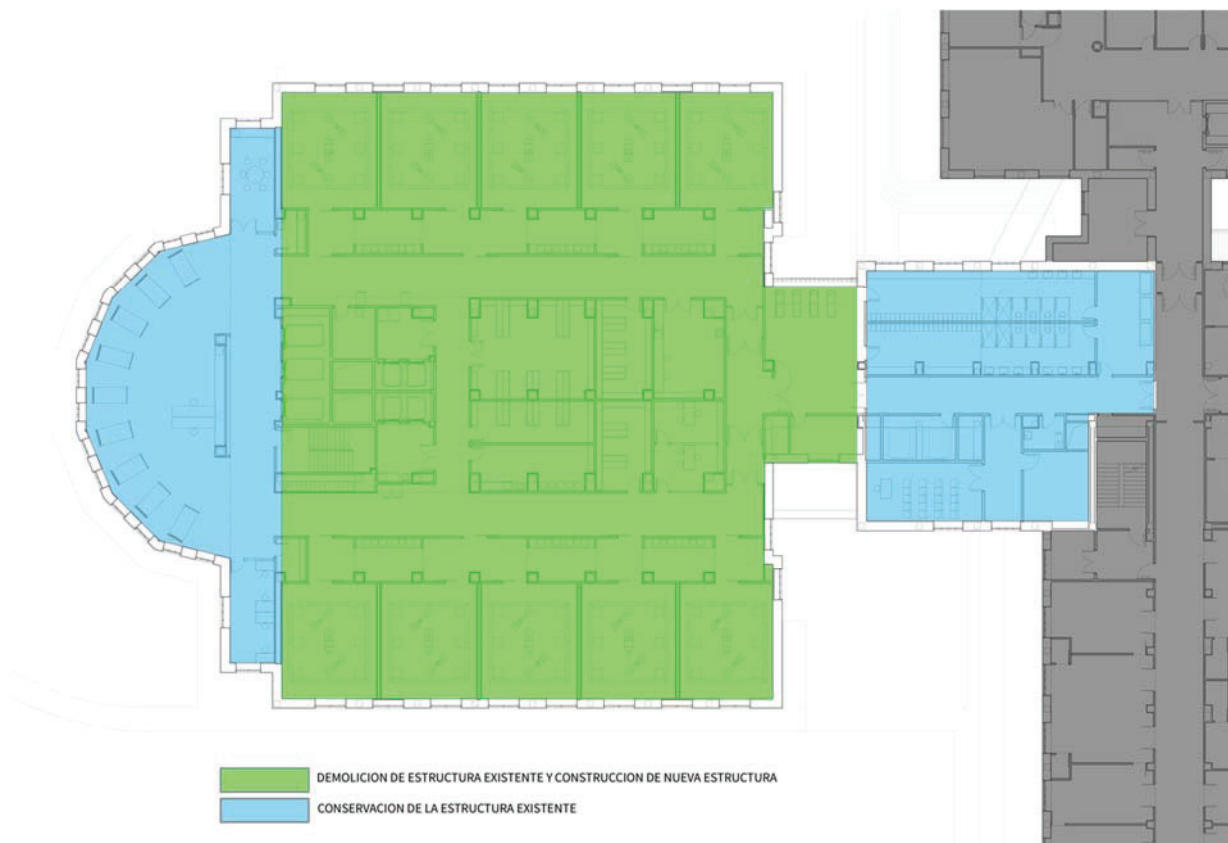 DEMOLICION DE ESTRUCTURA EXISTENTE Y CONSTRUCCION DE NUEVA ESTRUCTURA
CONSERVACION DE LA ESTRUCTURA EXISTENTE